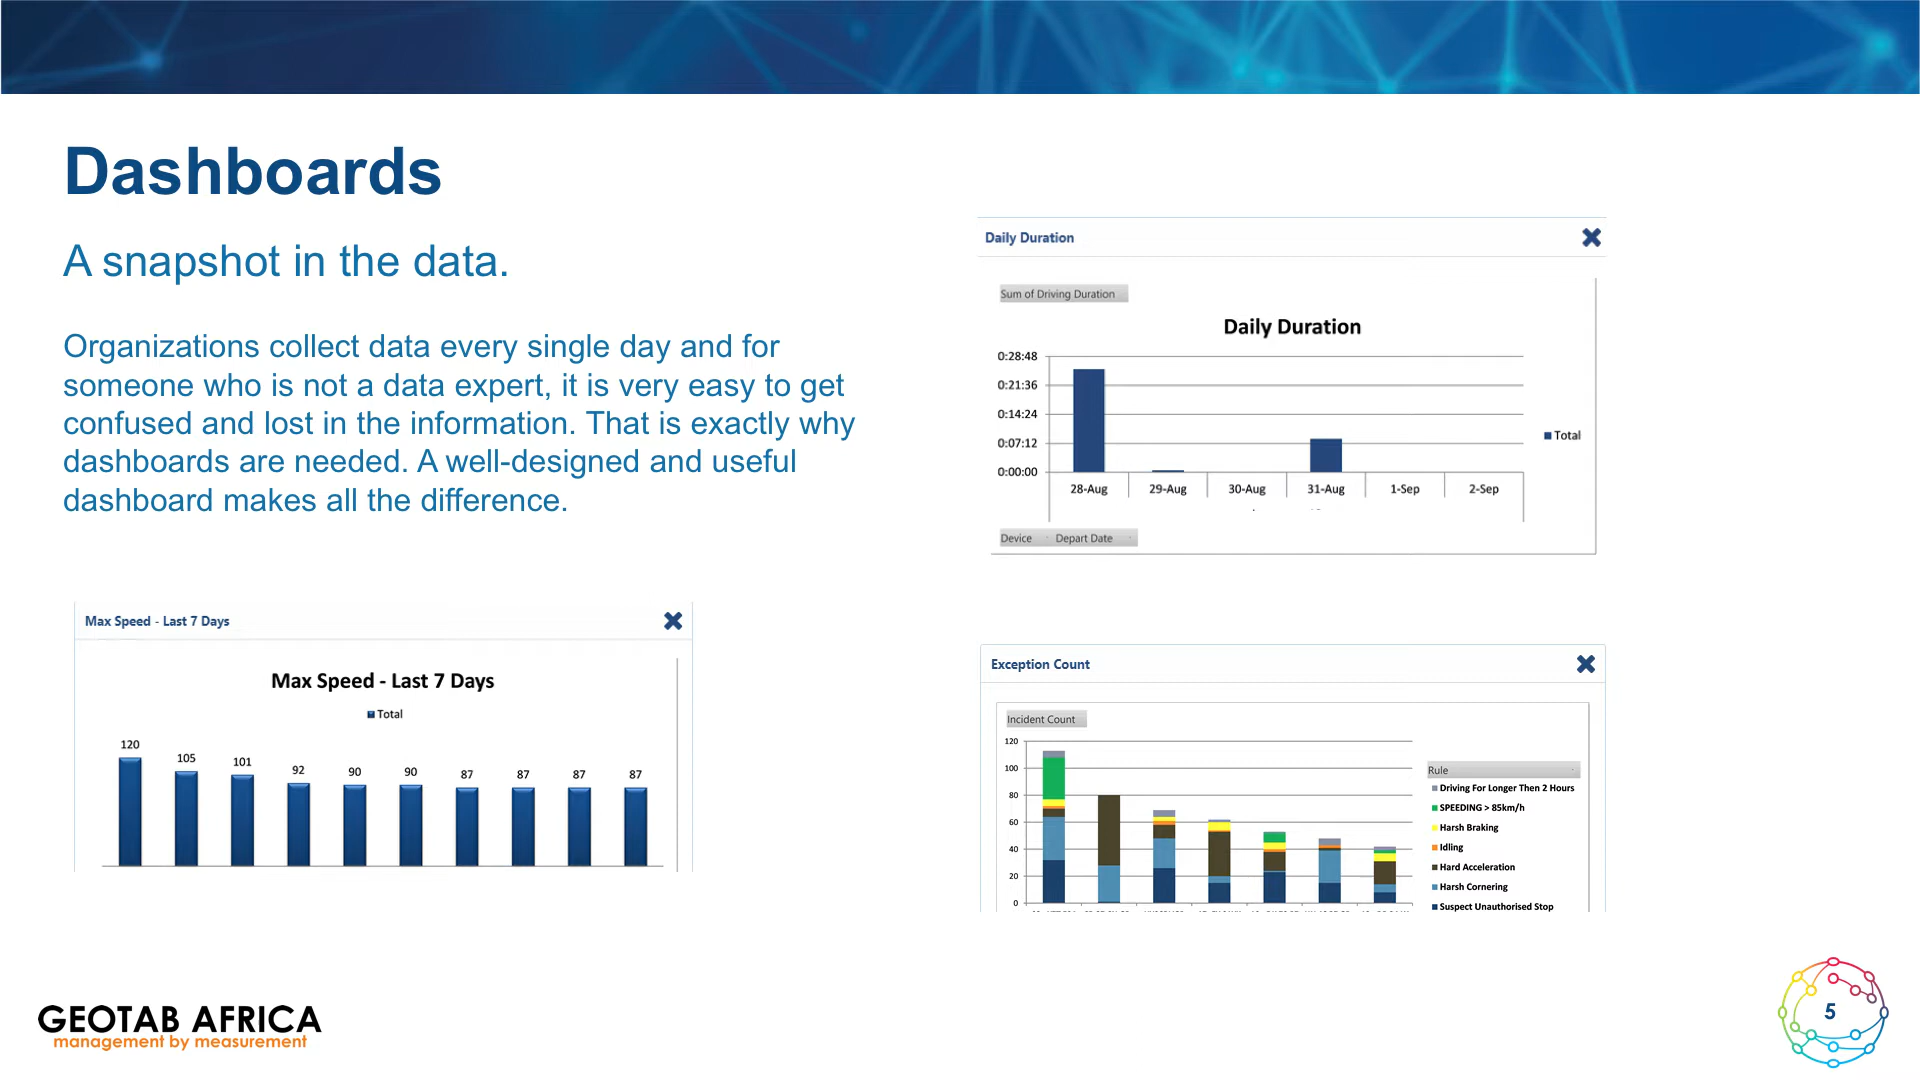 Dashboards
A snapshot in the data.
Organizations collect data every single day and for
someone who is not a data expert, it is very easy to get
confused and lost in the information. That is exactly why
dashboards are needed. A well-designed and useful
dashboard makes all the difference.
Daily Duration
Sum of Driving Duration
Daily Duration
0:28:48
0:21:36
0:14:24
0:07:12
0:00:00
28-Aug 29-Aug 30-Aug 31-Aug 1-Sep 2-Sep
Total
Device Depart Date
Max Speed - Last 7 Days
Max Speed - Last 7 Days
Total
120 105 101 92 90 90 87 87 87 87
Exception Count
Incident Count
120
100
80
60
40
20
0
Rule
Driving For Longer Then 2 Hours
SPEEDING > 85km/h
Harsh Braking
Idling
Hard Acceleration
Harsh Cornering
Suspect Unauthorised Stop
GEOTAB AFRICA
management by measurement
5